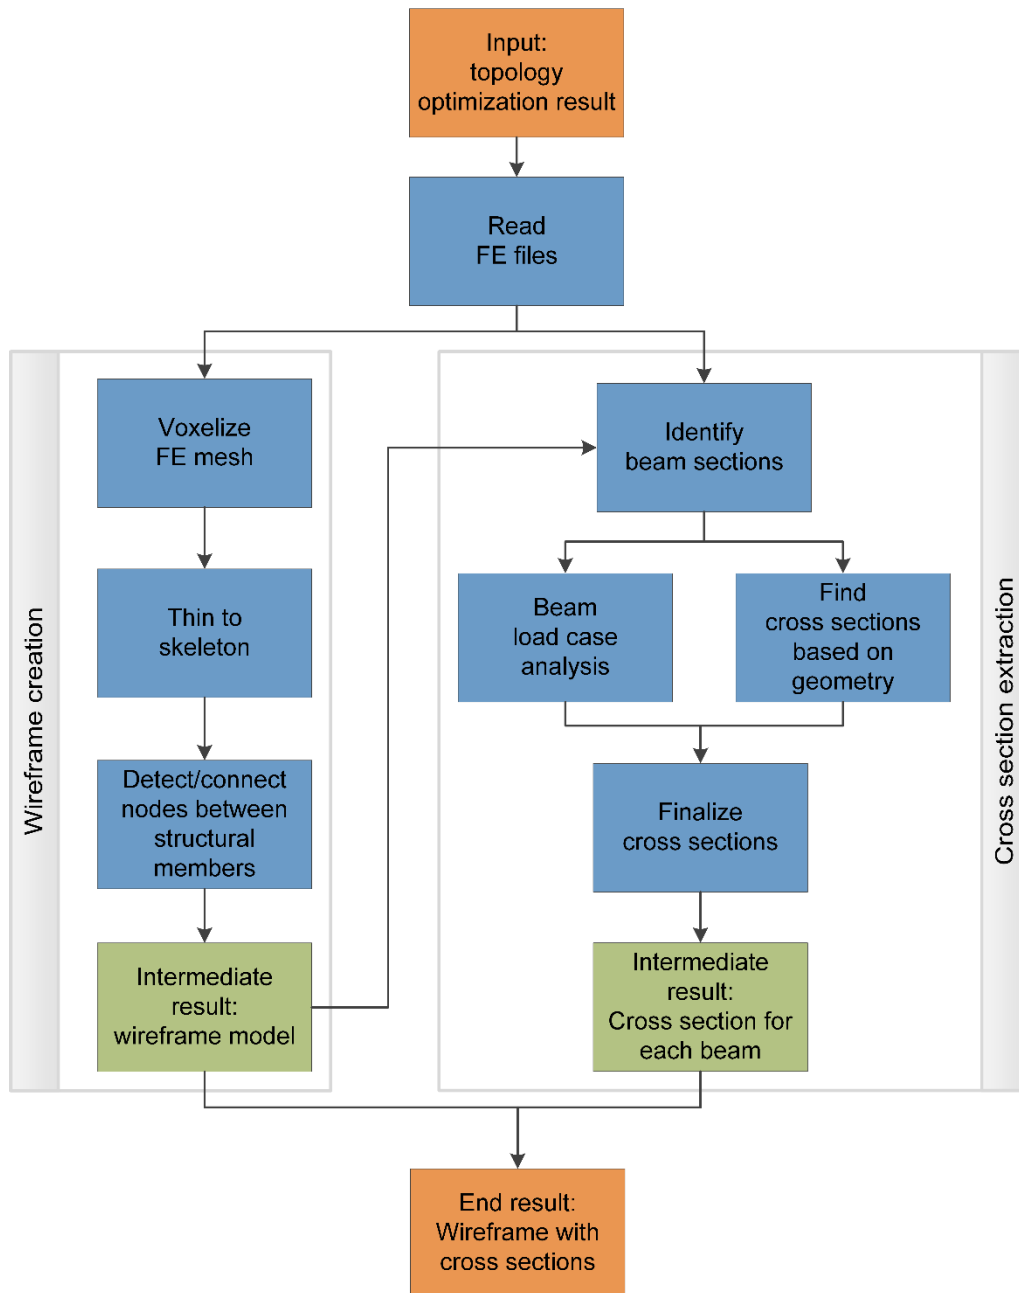 Input:
topology
optimization result
Read
FE files
Wireframe creation
Voxelize
FE mesh
Thin to
skeleton
Detect/connect
nodes between
structural
members
Intermediate
result:
wireframe model
Identify
beam sections
Beam
load case
analysis
Find
cross sections
based on
geometry
Finalize
cross sections
Intermediate
result:
Cross section for
each beam
Cross section extraction
End result:
Wireframe with
cross sections